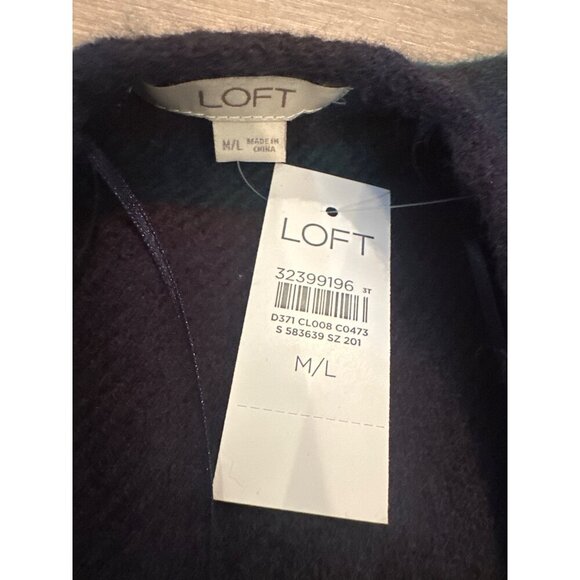 LOFT
M/L MADE IN CHINA
LOFT
32399196 3T
D371 CL008 C0473
S 583639 SZ 201
M/L